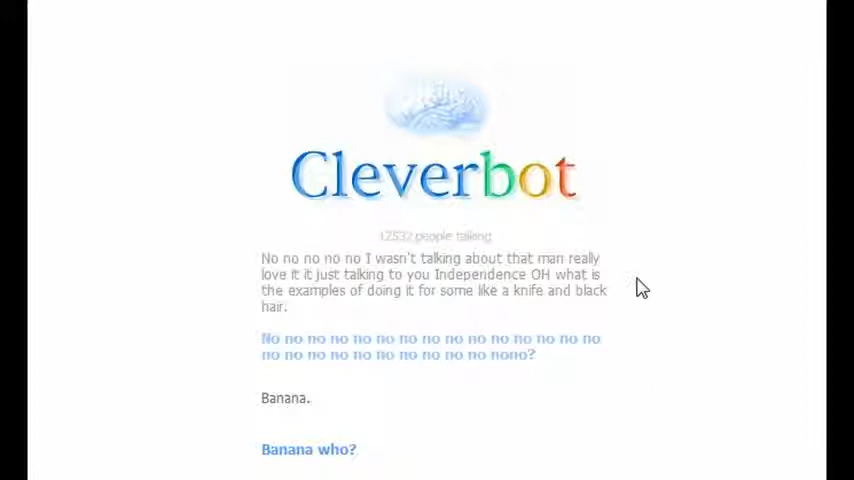 Cleverbot
12532 people talking
No no no no no I wasn't talking about that man really
love it it just talking to you Independence OH what is
the examples of doing it for some like a knife and black
hair.
No no no no no no no no no no no no no no no
no no no no no no no no no no nono?
Banana.
Banana who?